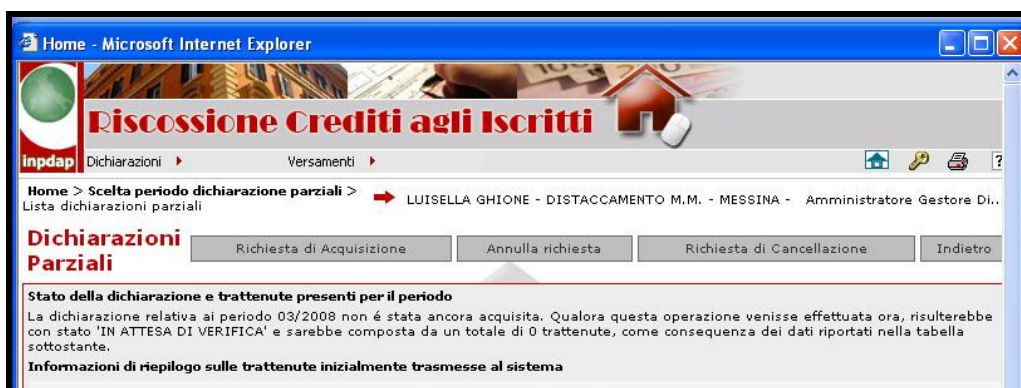 Home - Microsoft Internet Explorer
Riscossione Crediti agli Iscritti
inpdap Dichiarazioni Versamenti ?
Home > Scelta periodo dichiarazione parziali >
Lista dichiarazioni parziali
LUISELLA GHIONE - DISTACCAMENTO M.M. - MESSINA - Amministratore Gestore Di..
Dichiarazioni
Parziali
Richiesta di Acquisizione Annulla richiesta Richiesta di Cancellazione Indietro
Stato della dichiarazione e trattenute presenti per il periodo
La dichiarazione relativa ai periodo 03/2008 non é stata ancora acquisita. Qualora questa operazione venisse effettuata ora, risulterebbe
con stato 'IN ATTESA DI VERIFICA' e sarebbe composta da un totale di 0 trattenute, come consequenza dei dati riportati nella tabella
sottostante.
Informazioni di riepilogo sulle trattenute inizialmente trasmesse al sistema